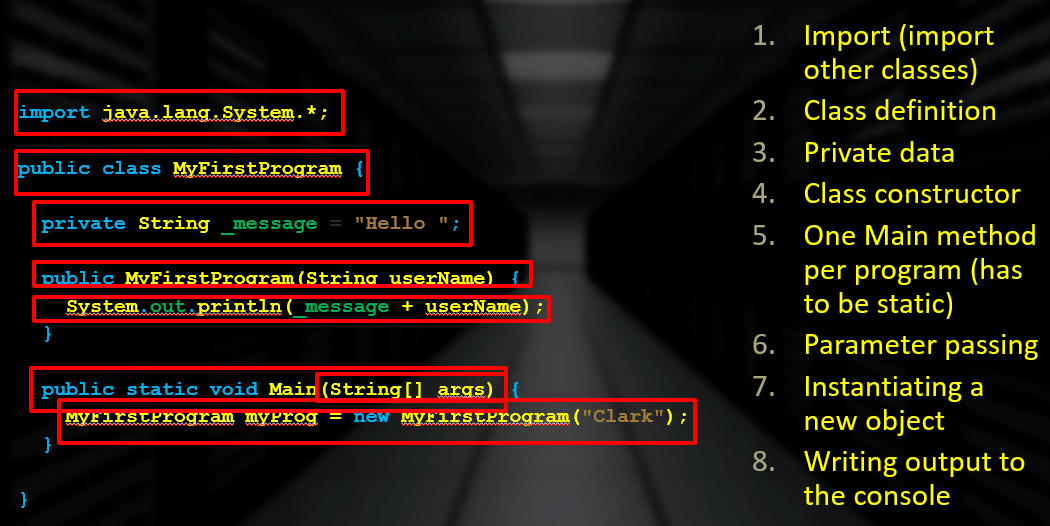 import java.lang.System.*;
public class MyFirstProgram {
private String _message = "Hello ";
public MyFirstProgram(String userName) {
System.out.println(_message + userName);
}
public static void Main(String[] args) {
MyFirstProgram myProg = new MyFirstProgram("Clark");
}
}
1. Import (import
other classes)
2. Class definition
3. Private data
4. Class constructor
5. One Main method
per program (has
to be static)
6. Parameter passing
7. Instantiating a
new object
8. Writing output to
the console